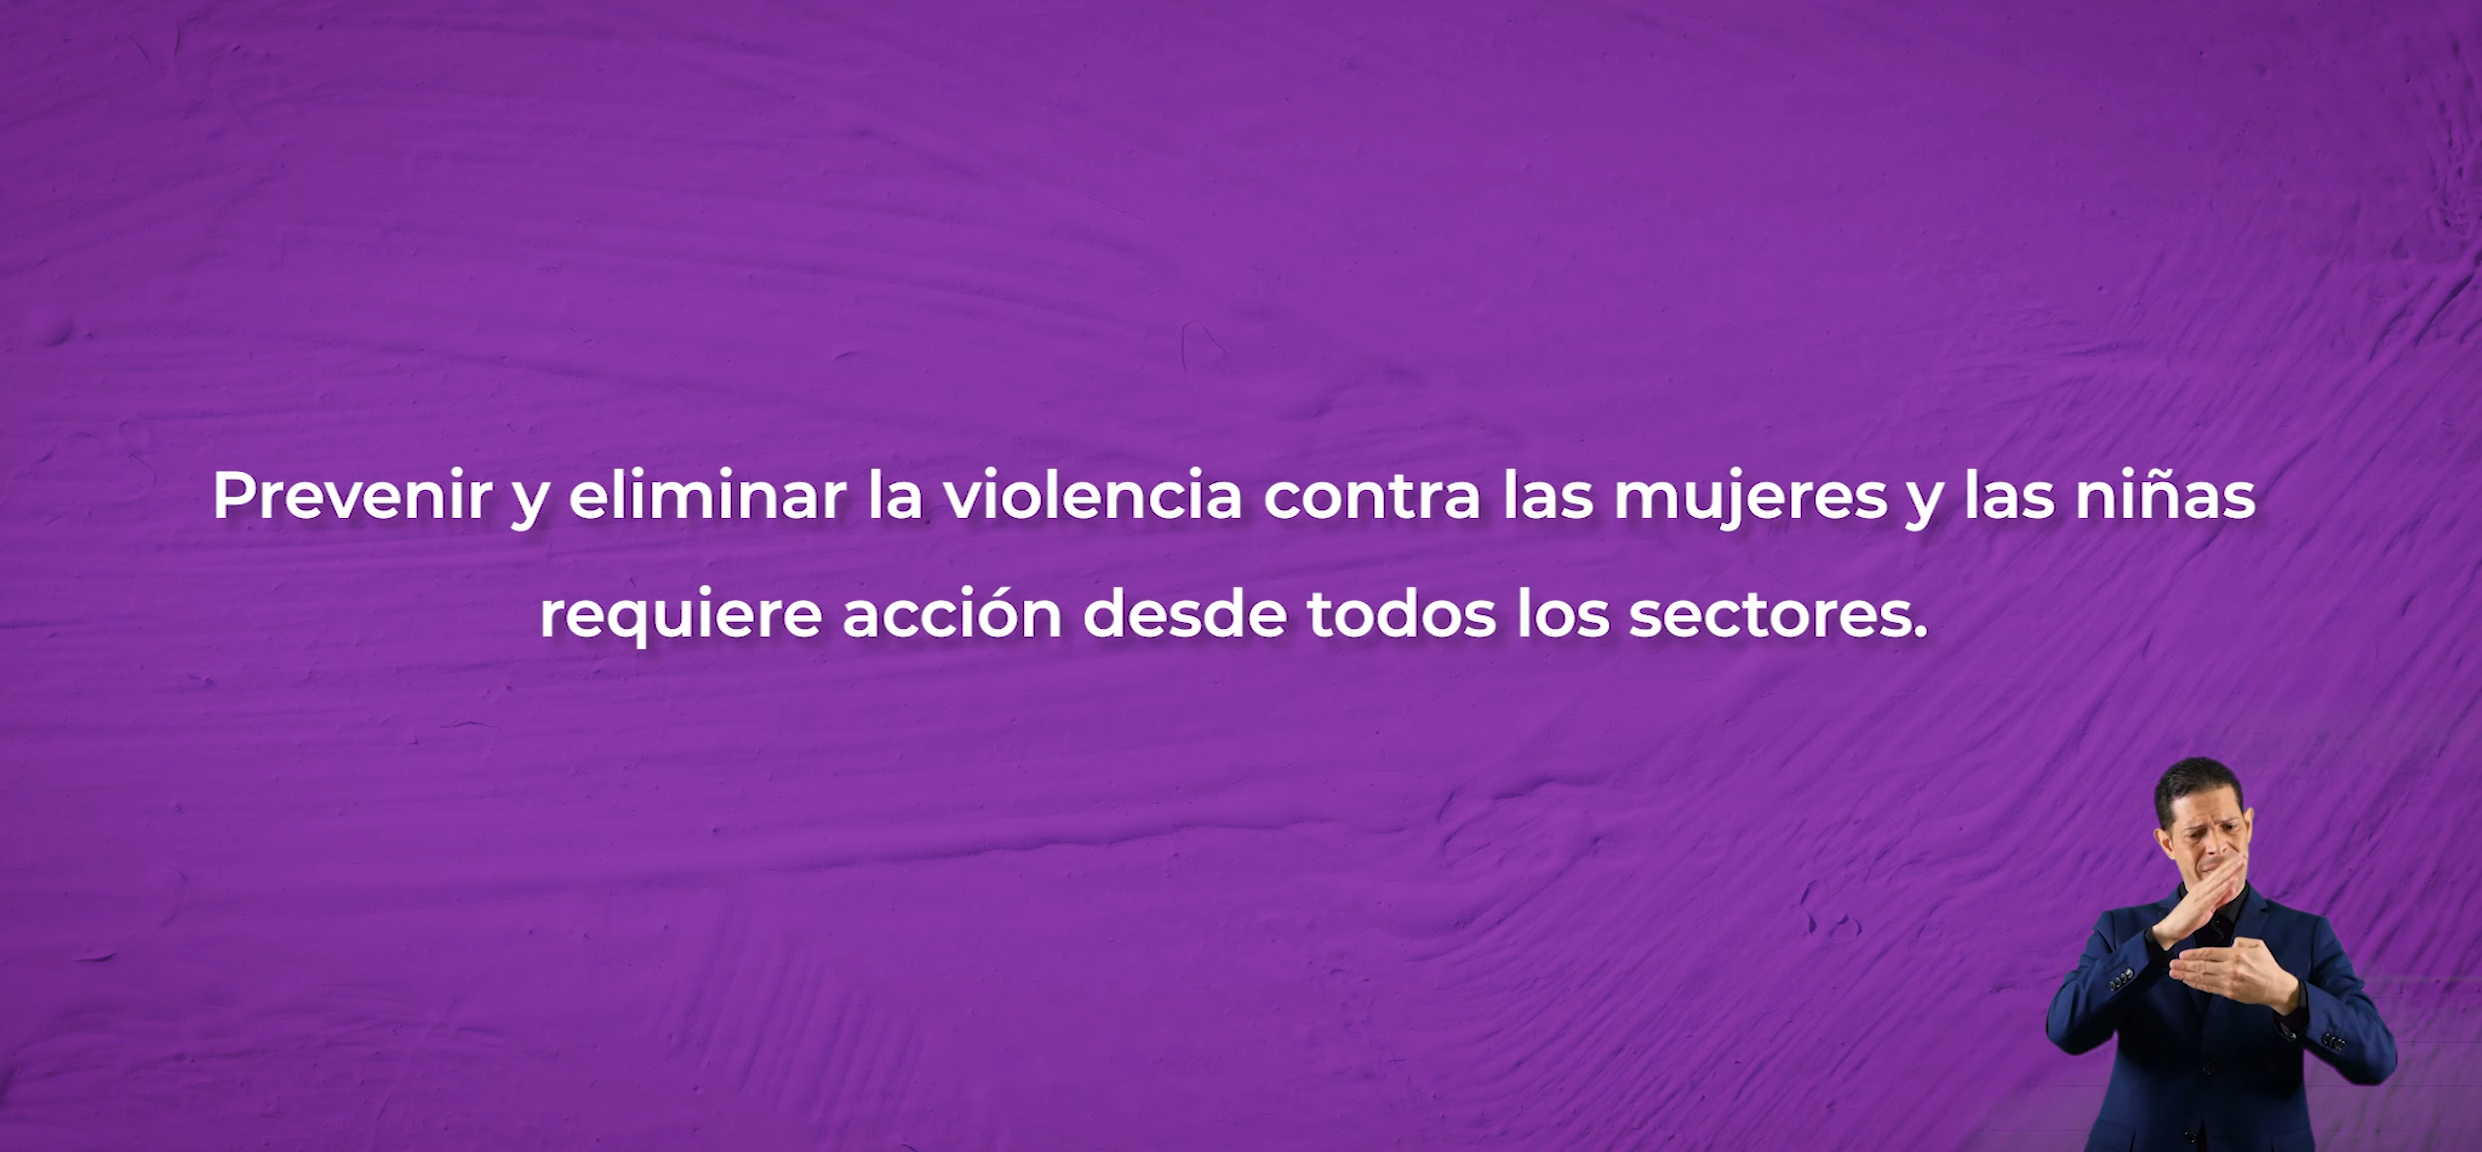 Prevenir y eliminar la violencia contra las mujeres y las niñas
requiere acción desde todos los sectores.